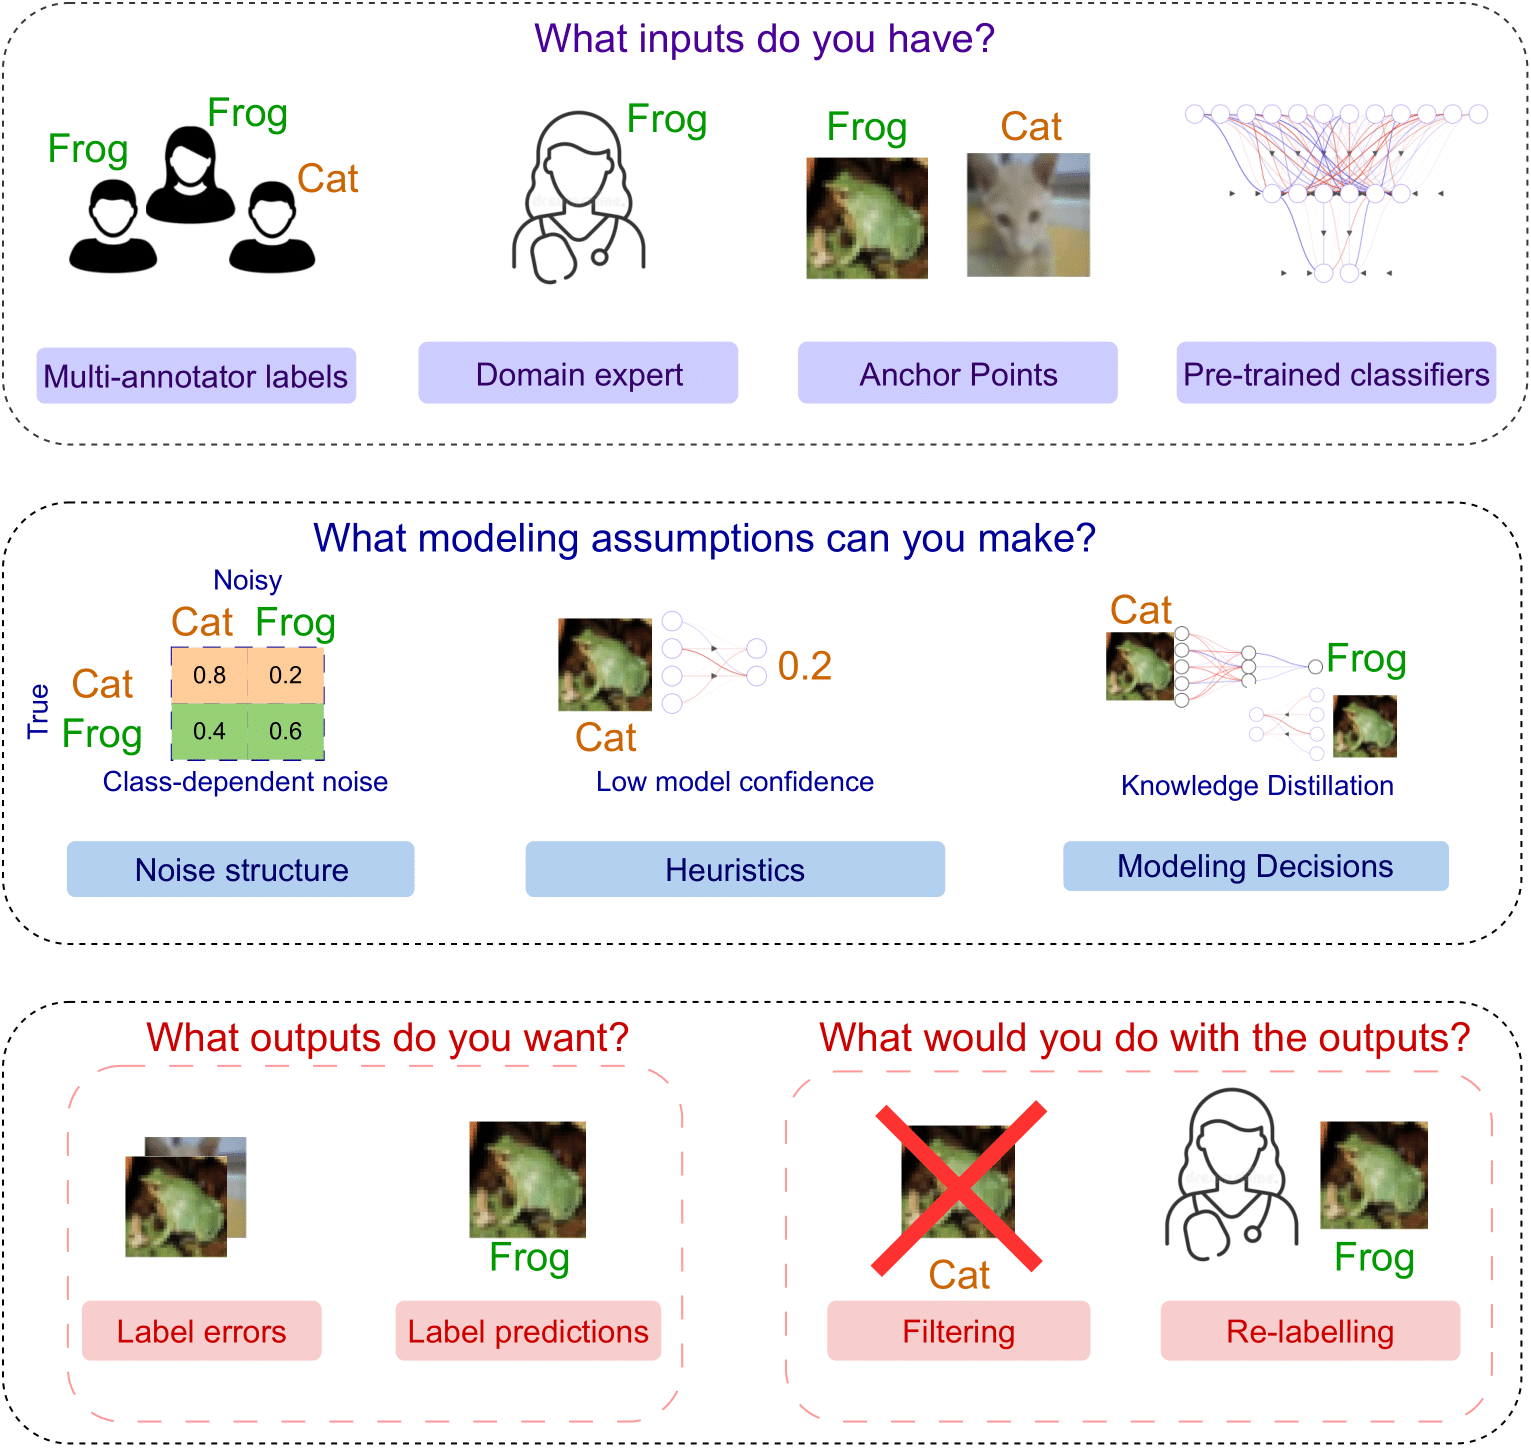 What inputs do you have?
Frog
Frog
Cat
Frog
Frog
Cat
Multi-annotator labels
Domain expert
Anchor Points
Pre-trained classifiers
What modeling assumptions can you make?
Noisy
Cat Frog
True
Cat 0.8 0.2
Frog 0.4 0.6
Class-dependent noise
0.2
Cat
Low model confidence
Cat
Frog
Knowledge Distillation
Noise structure
Heuristics
Modeling Decisions
What outputs do you want?
Frog
Label errors
Label predictions
What would you do with the outputs?
Cat
Frog
Filtering
Re-labelling